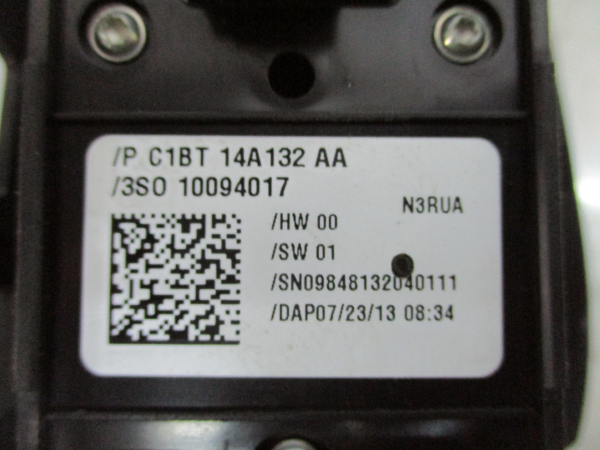 /P C1BT 14A132 AA
/3SO 10094017
N3RUA
/HW 00
/SW 01
/SN09848132040111
/DAP07/23/13 08:34